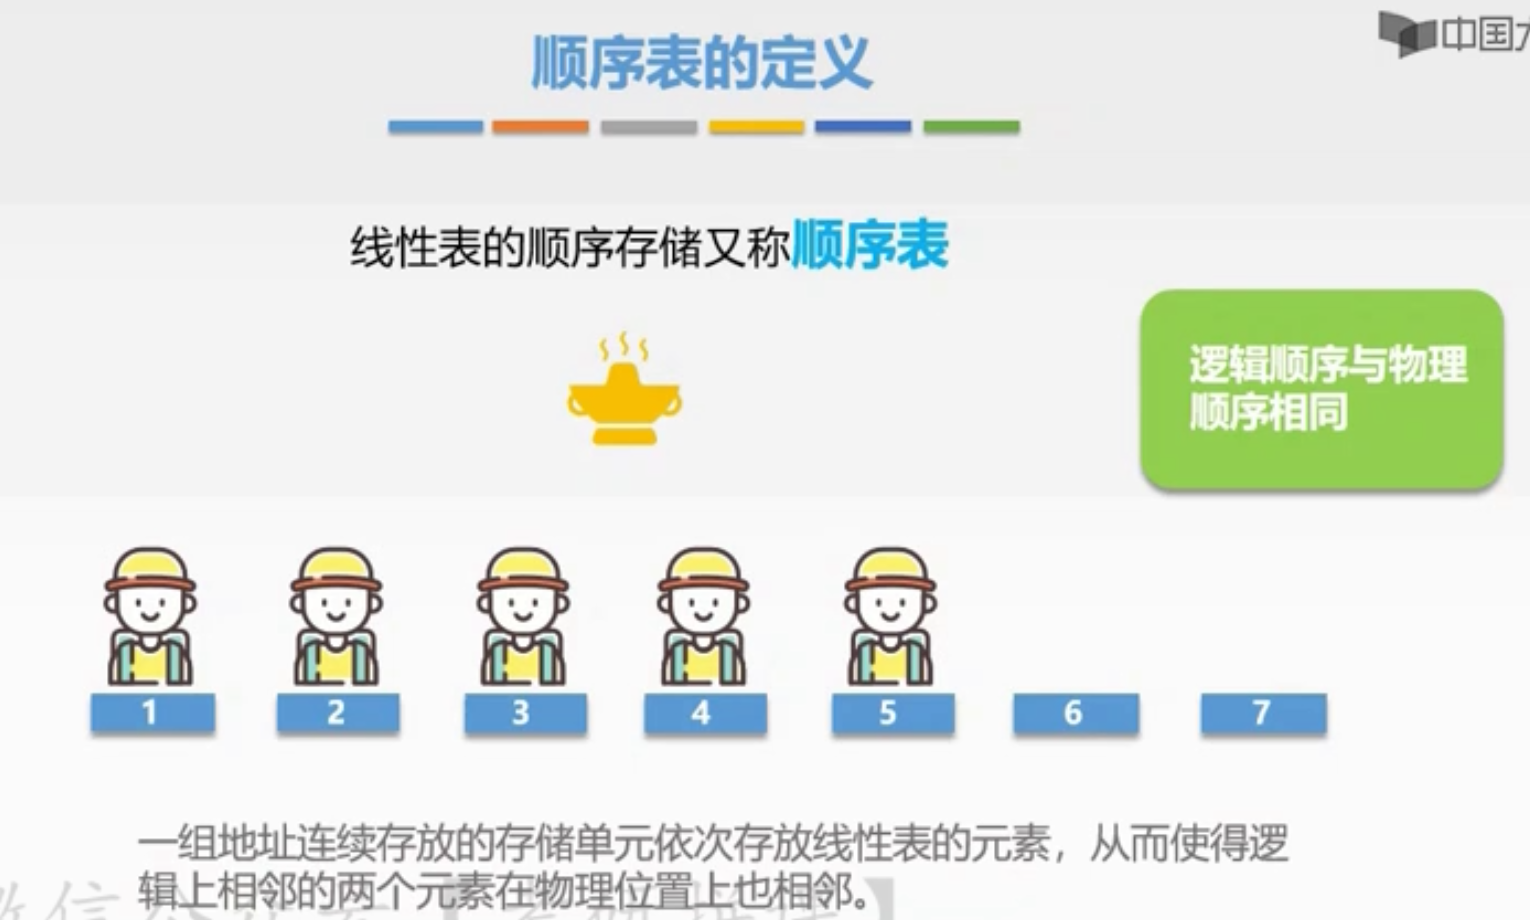 中国
顺序表的定义
线性表的顺序存储又称顺序表
逻辑顺序与物理
顺序相同
1 2 3 4 5 6 7
一组地址连续存放的存储单元依次存放线性表的元素，从而使得逻
辑上相邻的两个元素在物理位置上也相邻。